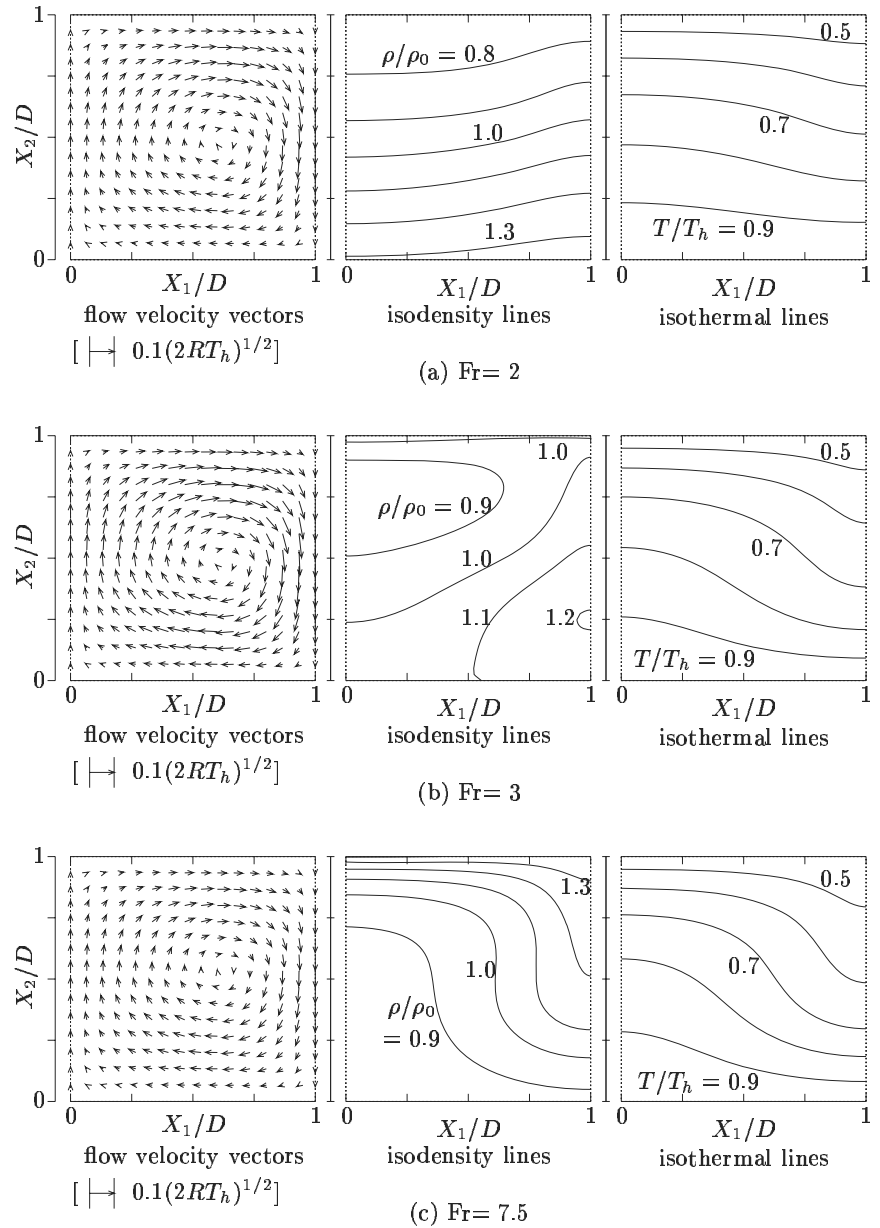 1
X₂/D
0
0
X₁/D
1
flow velocity vectors
[ 0.1(2RTₕ)^{1/2}]
ρ/ρ₀ = 0.8
1.0
1.3
0
X₁/D
1
isodensity lines
0.5
0.7
T/Tₕ = 0.9
0
X₁/D
1
isothermal lines
(a) Fr= 2
1
X₂/D
0
0
X₁/D
1
flow velocity vectors
[ 0.1(2RTₕ)^{1/2}]
1.0
ρ/ρ₀ = 0.9
1.0
1.1
1.2
0
X₁/D
1
isodensity lines
0.5
0.7
T/Tₕ = 0.9
0
X₁/D
1
isothermal lines
(b) Fr= 3
1
X₂/D
0
0
X₁/D
1
flow velocity vectors
[ 0.1(2RTₕ)^{1/2}]
1.3
1.0
ρ/ρ₀
= 0.9
0
X₁/D
1
isodensity lines
0.5
0.7
T/Tₕ = 0.9
0
X₁/D
1
isothermal lines
(c) Fr= 7.5